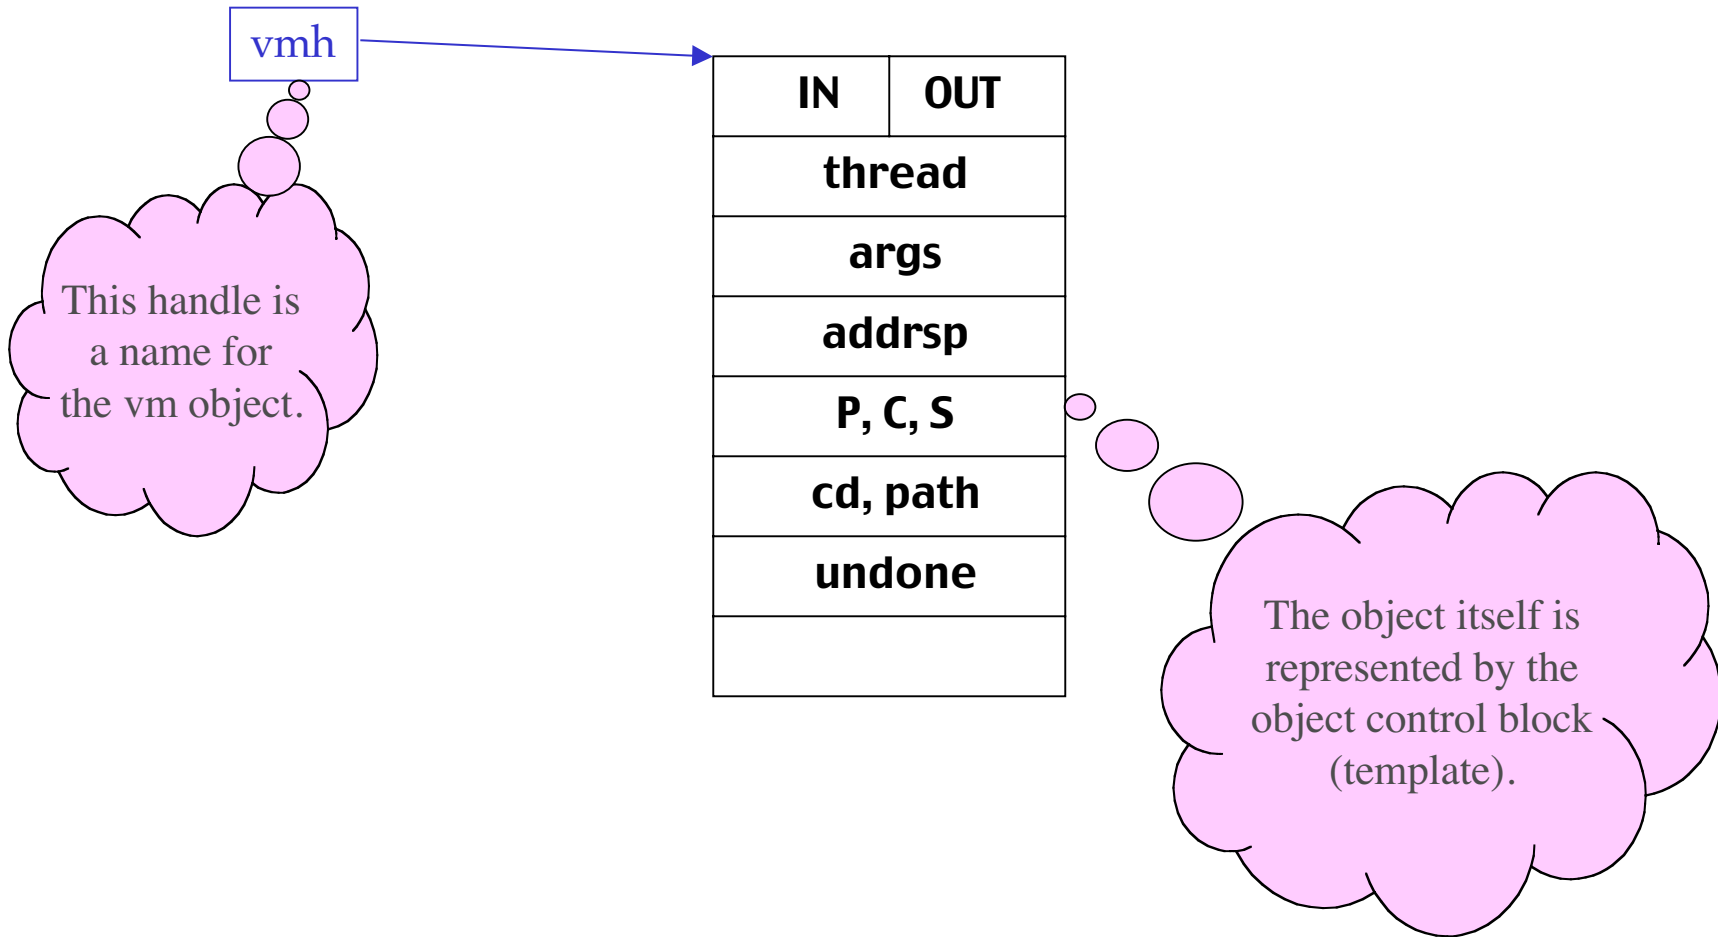 vmh
IN OUT
thread
args
addrsp
P, C, S
cd, path
undone
This handle is
a name for
the vm object.
The object itself is
represented by the
object control block
(template).